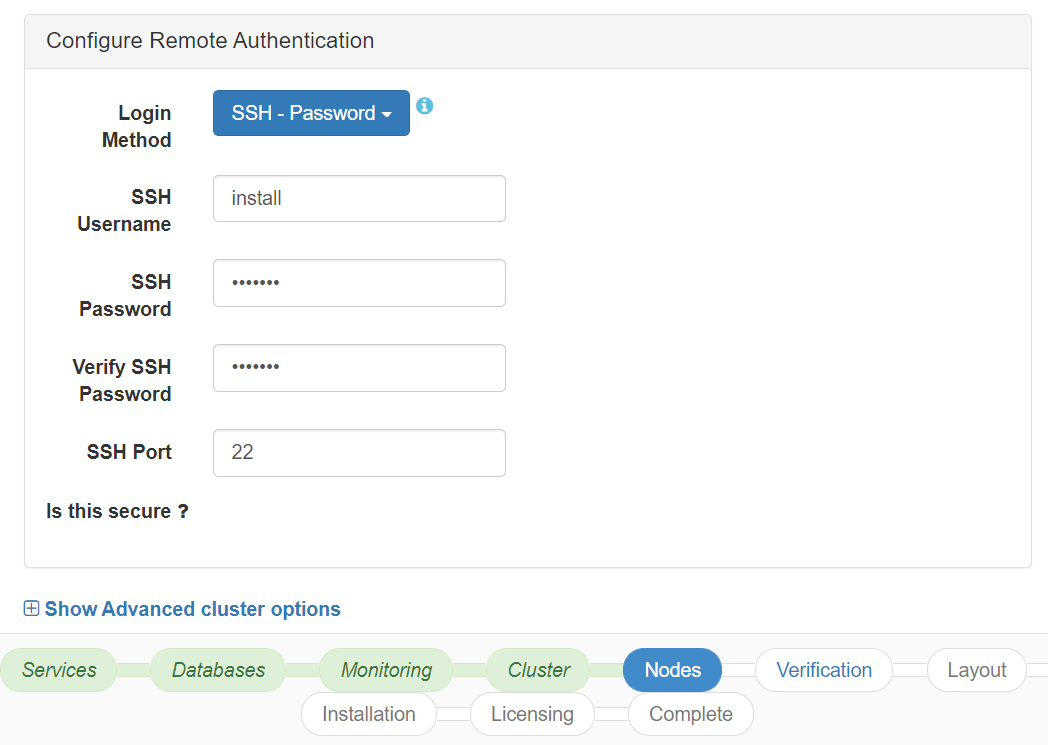 Configure Remote Authentication
Login
Method
SSH - Password
SSH
Username
install
SSH
Password
•••••••
Verify SSH
Password
•••••••
SSH Port
22
Is this secure ?
Show Advanced cluster options
Services Databases Monitoring Cluster Nodes Verification Layout
Installation Licensing Complete